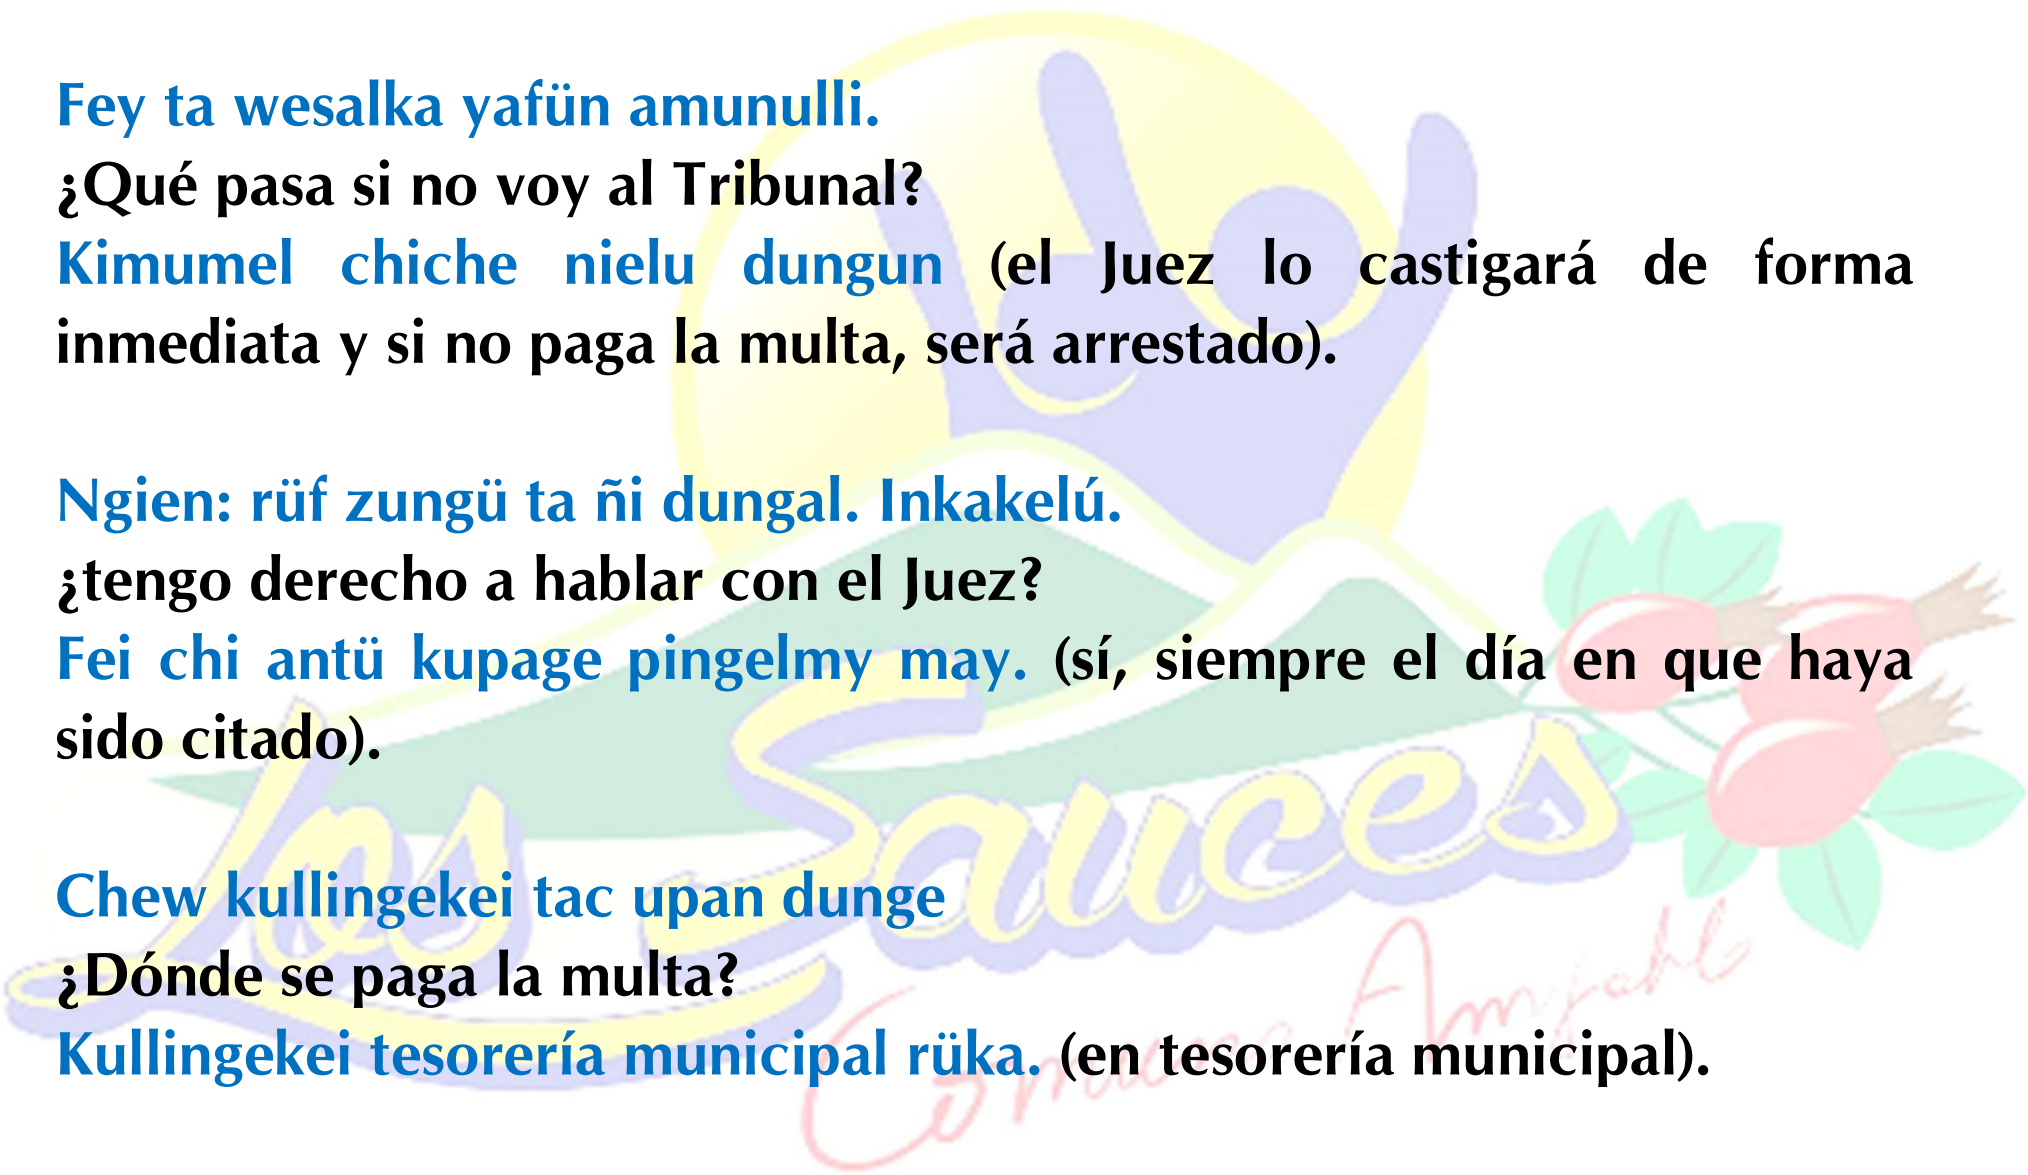 Fey ta wesalka yafün amunulli.
¿Qué pasa si no voy al Tribunal?
Kimumel chiche nielu dungun (el Juez lo castigará de forma
inmediata y si no paga la multa, será arrestado).
Ngien: rüf zungü ta ñi dungal. Inkakelú.
¿tengo derecho a hablar con el Juez?
Fei chi antü kupage pingelmy may. (sí, siempre el día en que haya
sido citado).
Los Sauces
Chew kullingekei tac upan dunge
¿Dónde se paga la multa?
Kullingekei tesorería municipal rüka. (en tesorería municipal).
Comuna Amigable